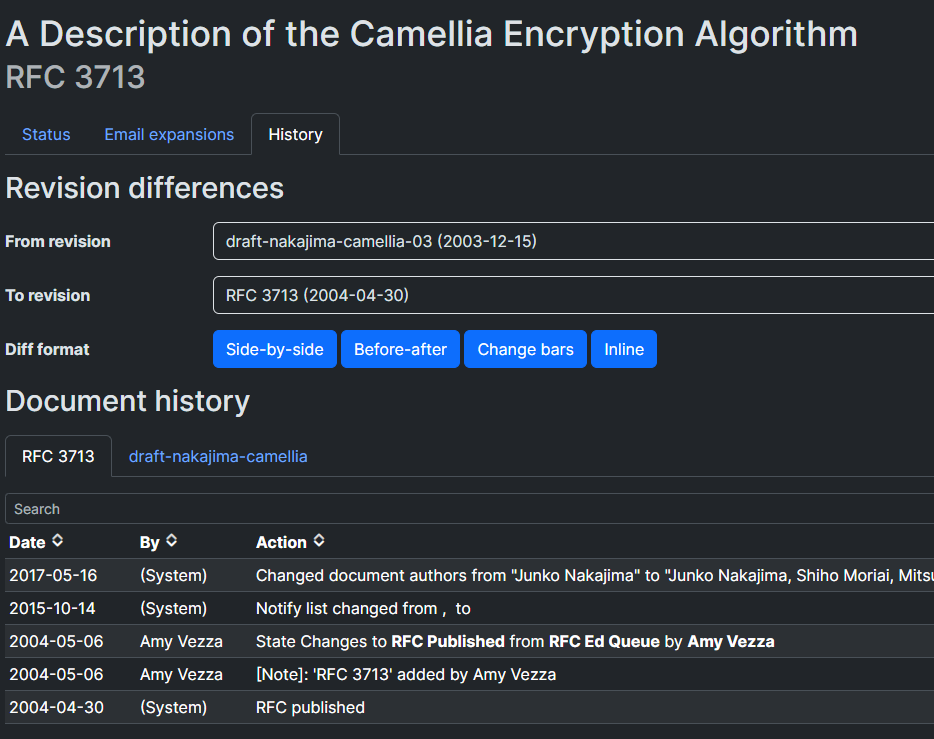 A Description of the Camellia Encryption Algorithm
RFC 3713
Status Email expansions History
Revision differences
From revision draft-nakajima-camellia-03 (2003-12-15)
To revision RFC 3713 (2004-04-30)
Diff format Side-by-side Before-after Change bars Inline
Document history
RFC 3713 draft-nakajima-camellia
Search
Date By Action
2017-05-16 (System) Changed document authors from "Junko Nakajima" to "Junko Nakajima, Shiho Moriai,
2015-10-14 (System) Notify list changed from , to
2004-05-06 Amy Vezza State Changes to RFC Published from RFC Ed Queue by Amy Vezza
2004-05-06 Amy Vezza [Note]: 'RFC 3713' added by Amy Vezza
2004-04-30 (System) RFC published